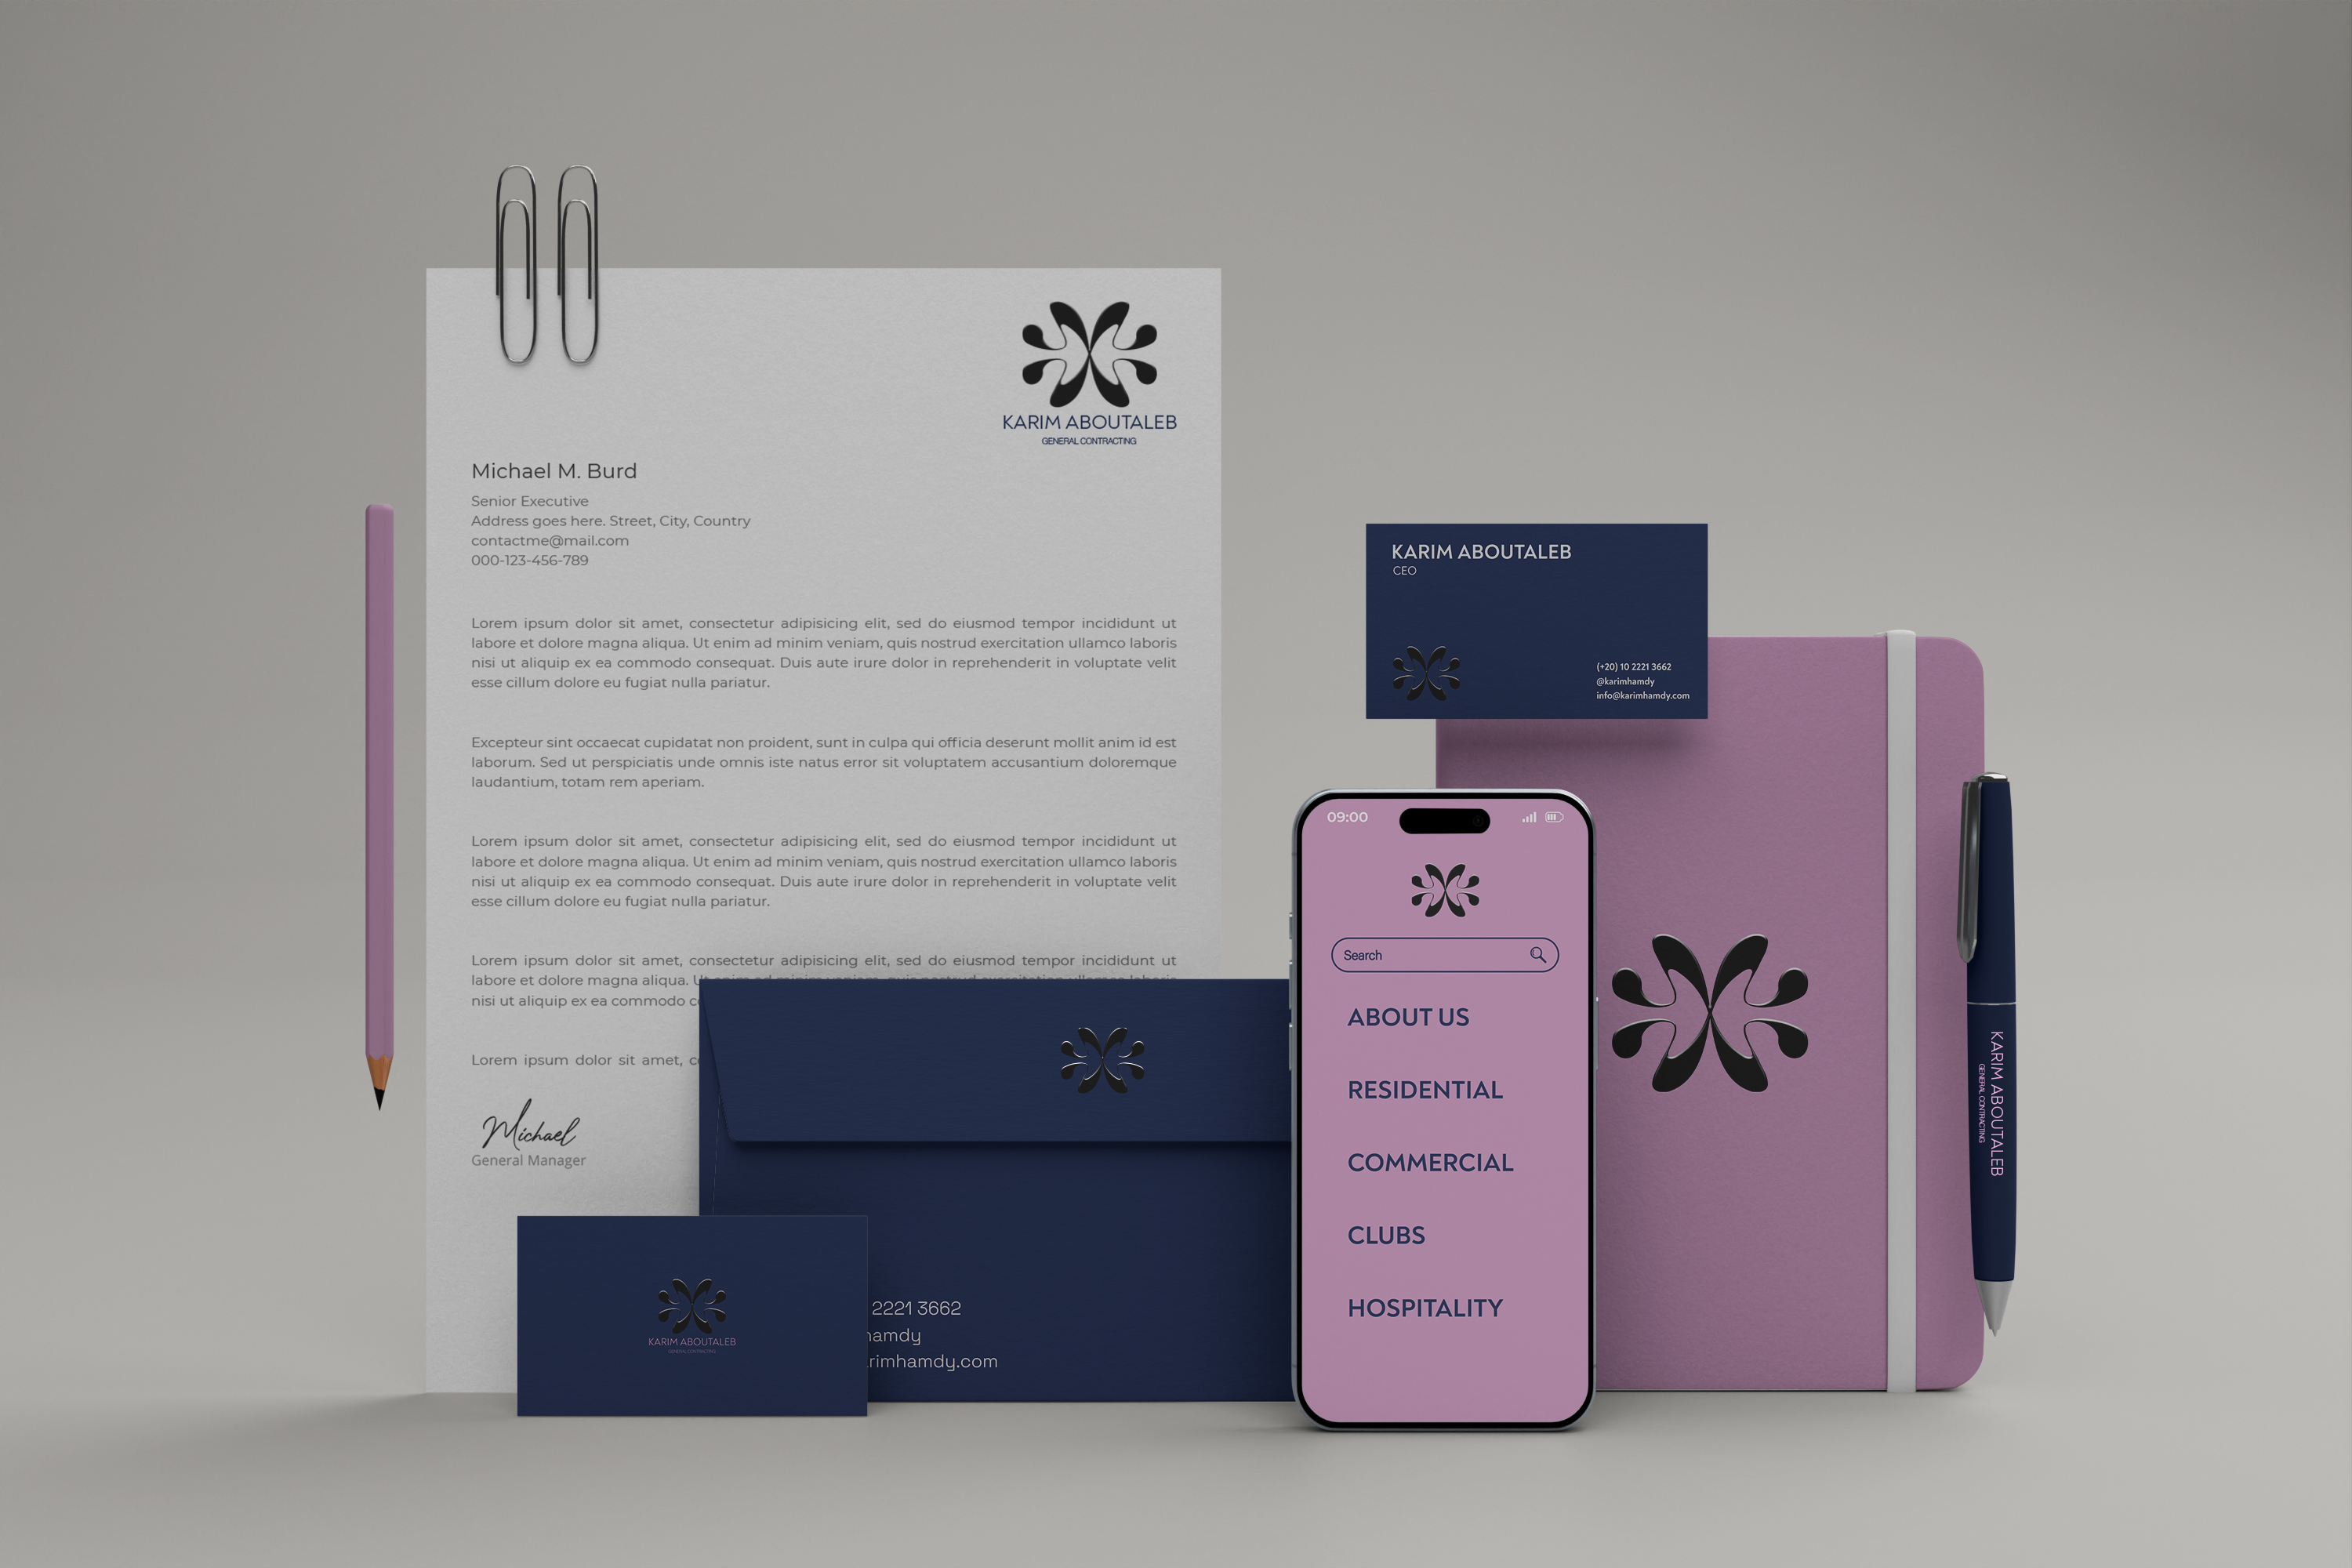 KARIM ABOUTALEB
GENERAL CONTRACTING
Michael M. Burd
Senior Executive
Address goes here. Street, City, Country
contactme@mail.com
000-123-456-789
Lorem ipsum dolor sit amet, consectetur adipisicing elit, sed do eiusmod tempor incididunt ut
labore et dolore magna aliqua. Ut enim ad minim veniam, quis nostrud exercitation ullamco laboris
nisi ut aliquip ex ea commodo consequat. Duis aute irure dolor in reprehenderit in voluptate velit
esse cillum dolore eu fugiat nulla pariatur.
Excepteur sint occaecat cupidatat non proident, sunt in culpa qui officia deserunt mollit anim id est
laborum. Sed ut perspiciatis unde omnis iste natus error sit voluptatem accusantium doloremque
laudantium, totam rem aperiam.
Lorem ipsum dolor sit amet, consectetur adipisicing elit, sed do eiusmod tempor incididunt ut
labore et dolore magna aliqua. Ut enim ad minim veniam, quis nostrud exercitation ullamco laboris
nisi ut aliquip ex ea commodo consequat. Duis aute irure dolor in reprehenderit in voluptate velit
esse cillum dolore eu fugiat nulla pariatur.
Lorem ipsum dolor sit amet, consectetur adipisicing elit, sed do eiusmod tempor incididunt ut
labore et dolore magna aliqua.
nisi ut aliquip ex ea commodo
Lorem ipsum dolor sit amet,
Michael
General Manager
KARIM ABOUTALEB
GENERAL CONTRACTING
2221 3662
hamdy
rimhamdy.com
KARIM ABOUTALEB
CEO
(+20) 10 2221 3662
@karimhamdy
info@karimhamdy.com
09:00
Search
ABOUT US
RESIDENTIAL
COMMERCIAL
CLUBS
HOSPITALITY
KARIM ABOUTALEB
GENERAL CONTRACTING